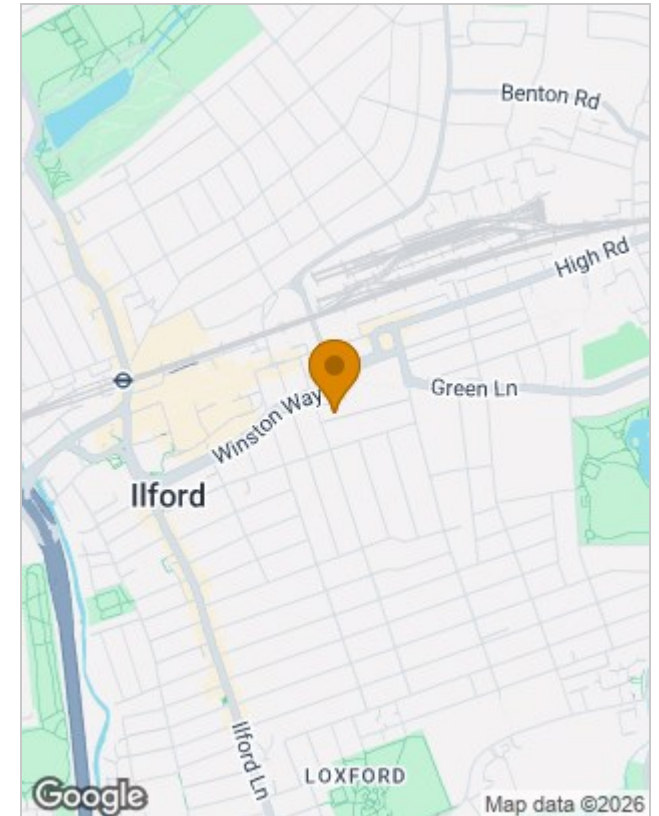 Benton Rd
High Rd
Green Ln
Winston Way
Ilford
Ilford Ln
LOXFORD
Google
Map data ©2026